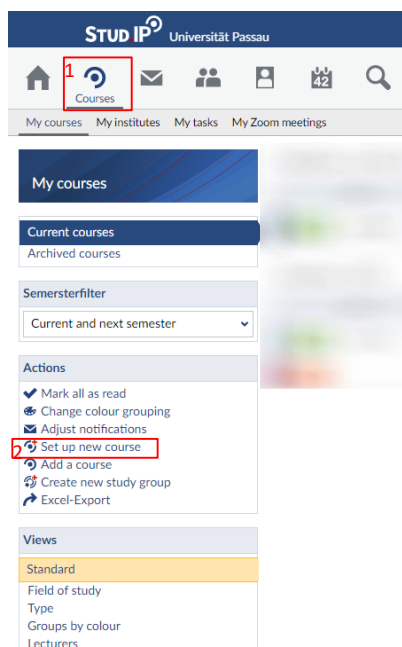 STUD.IP Universität Passau
1
42
Courses
My courses My institutes My tasks My Zoom meetings
My courses
Current courses
Archived courses
Semesterfilter
Current and next semester
Actions
Mark all as read
Change colour grouping
Adjust notifications
2 Set up new course
Add a course
Create new study group
Excel-Export
Views
Standard
Field of study
Type
Groups by colour
Lecturers